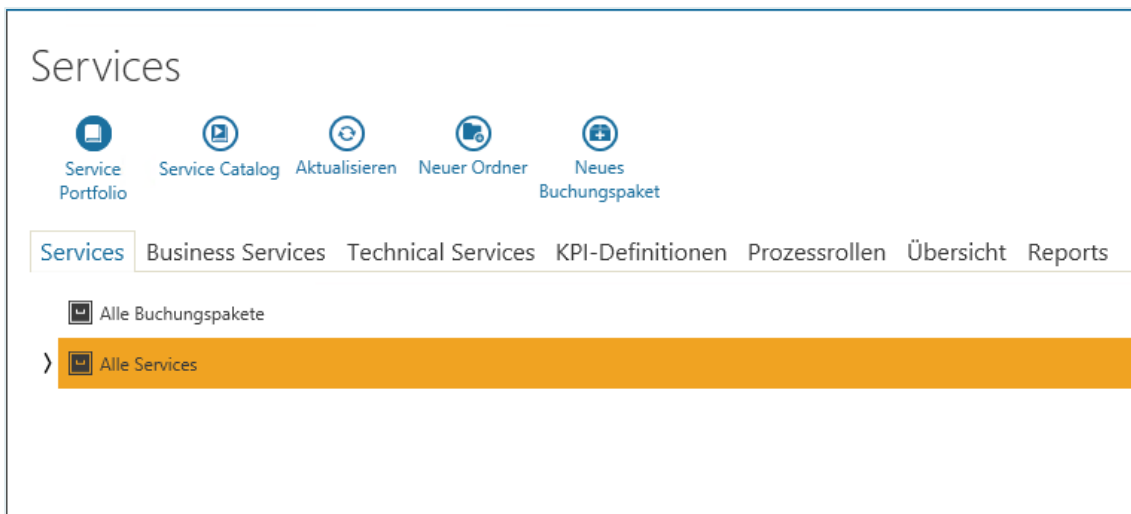 Services
Service Portfolio
Service Catalog
Aktualisieren
Neuer Ordner
Neues Buchungspaket
Services Business Services Technical Services KPI-Definitionen Prozessrollen Übersicht Reports
Alle Buchungspakete
Alle Services